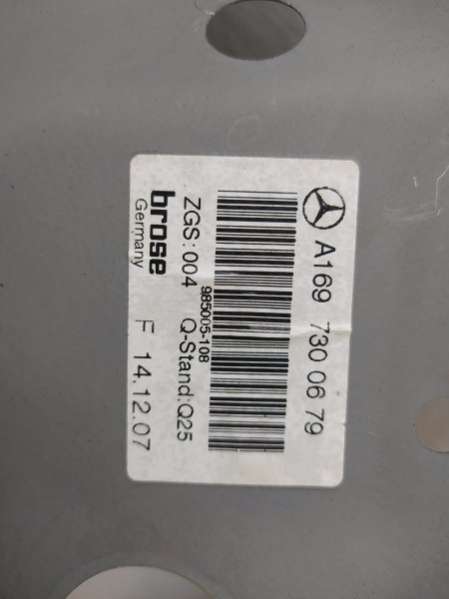 A169 730 06 79
985005-108
ZGS: 004 Q-Stand:Q25
brose
Germany F 14.12.07